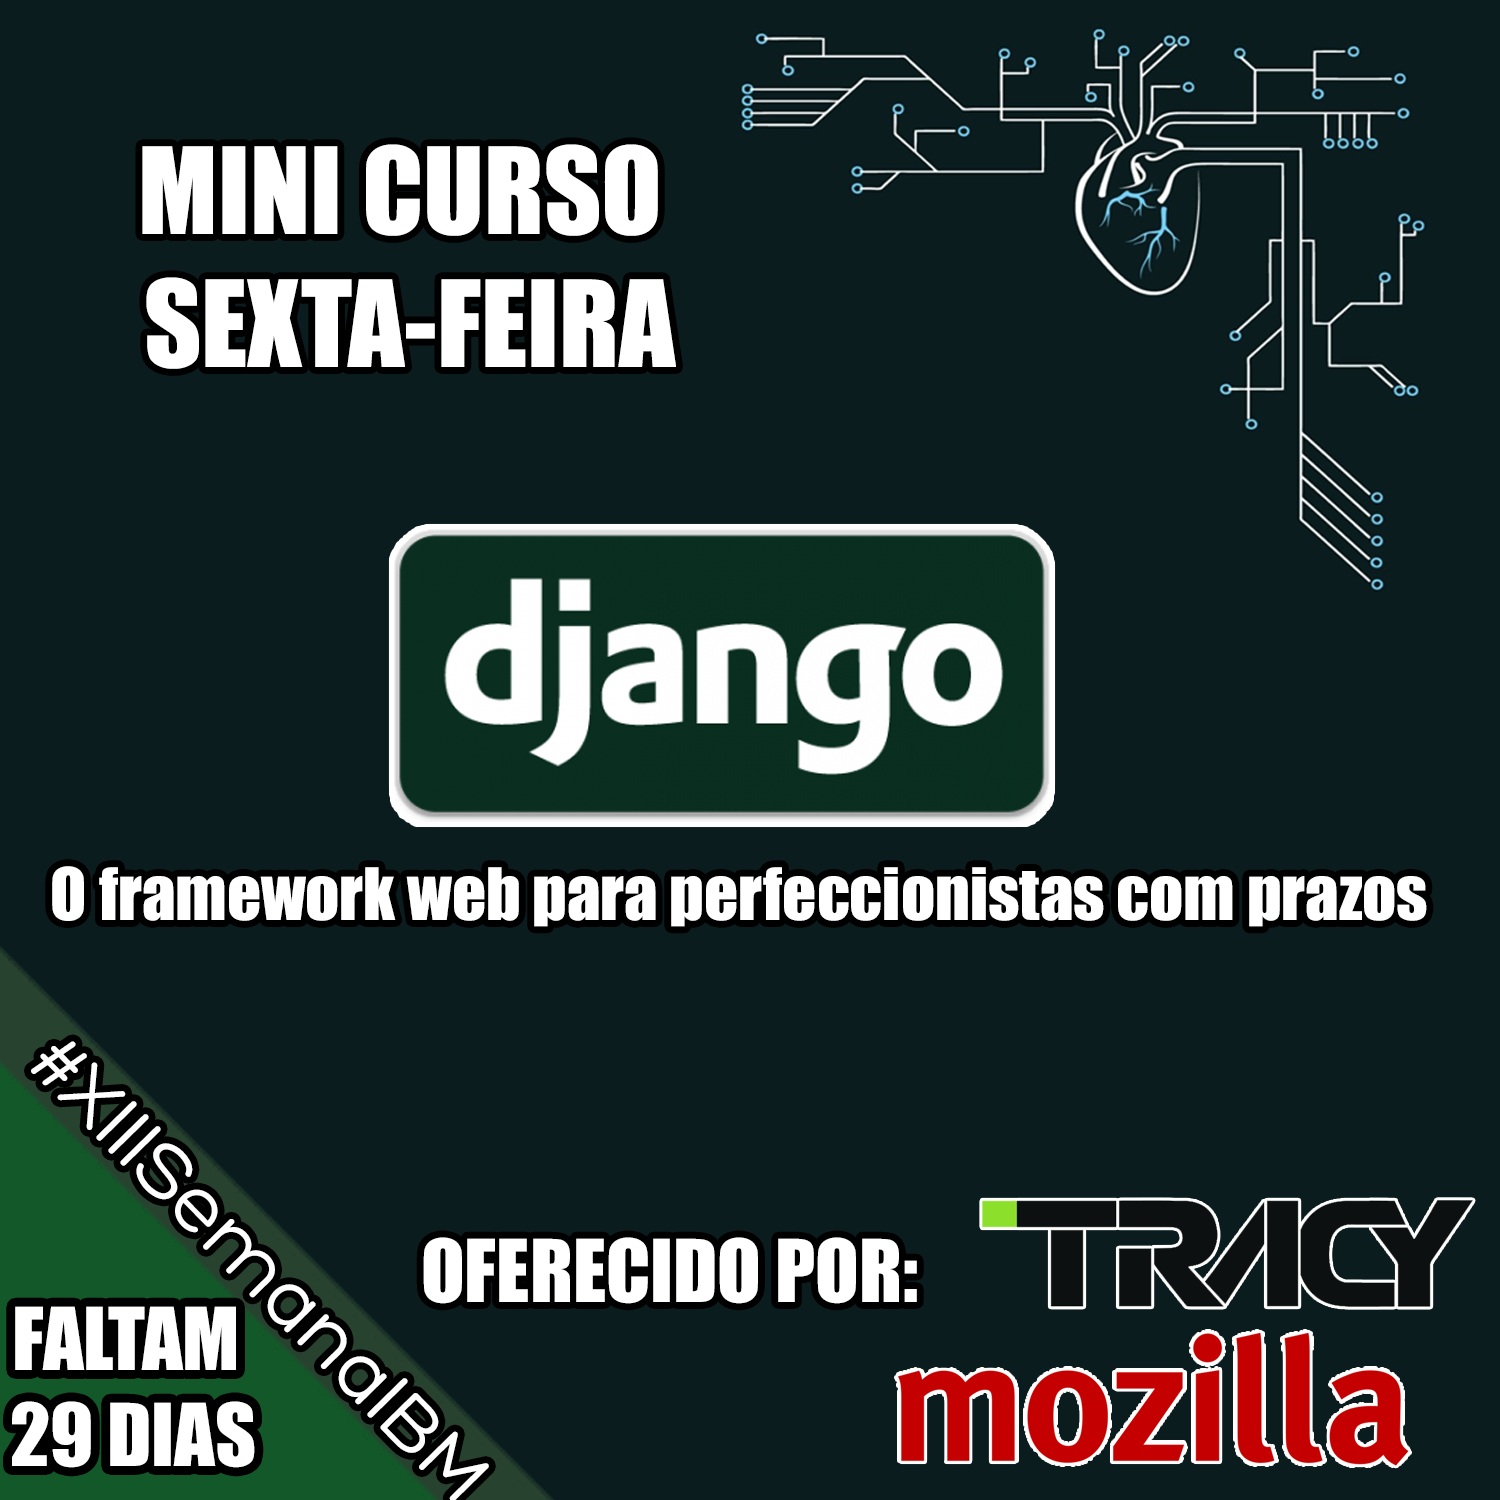 MINI CURSO
SEXTA-FEIRA
django
O framework web para perfeccionistas com prazos
#XIIISemanaIBM
OFERECIDO POR:
TRACY
mozilla
FALTAM
29 DIAS